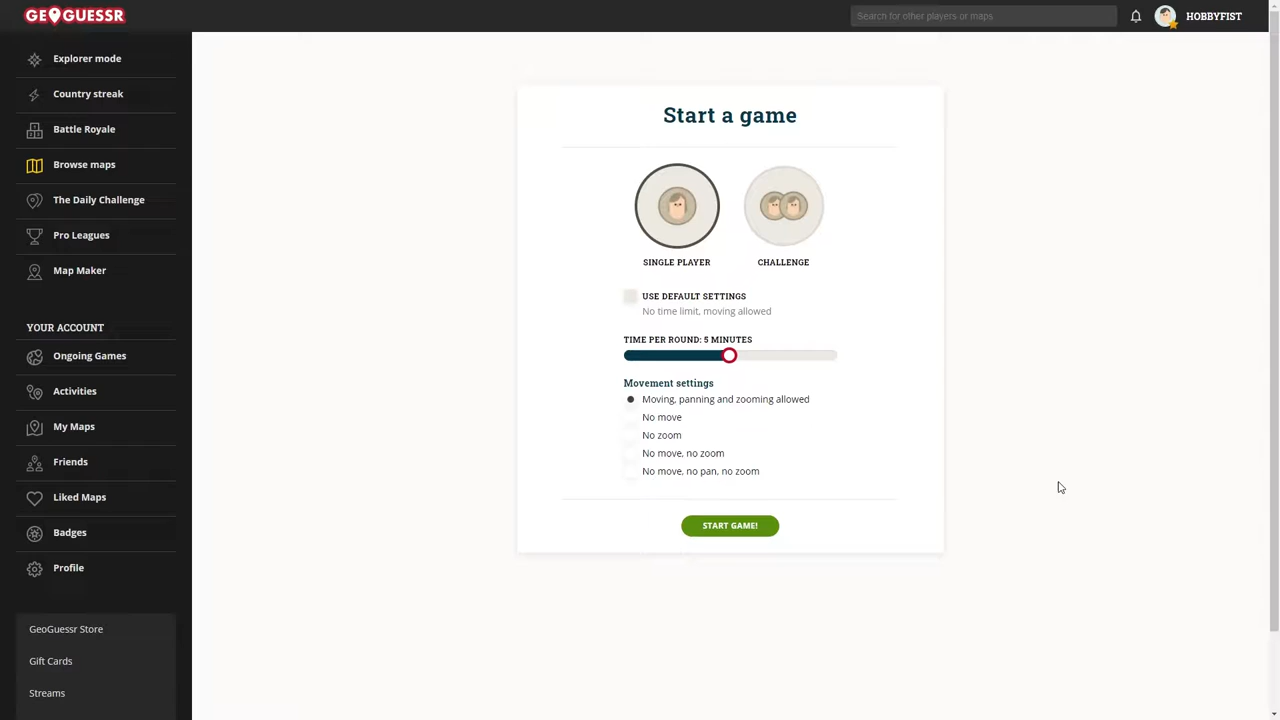 GEOGUESSR
Search for other players or maps
HOBBYFIST
Explorer mode
Country streak
Battle Royale
Browse maps
The Daily Challenge
Pro Leagues
Map Maker
YOUR ACCOUNT
Ongoing Games
Activities
My Maps
Friends
Liked Maps
Badges
Profile
GeoGuessr Store
Gift Cards
Streams
Start a game
SINGLE PLAYER
CHALLENGE
USE DEFAULT SETTINGS
No time limit, moving allowed
TIME PER ROUND: 5 MINUTES
Movement settings
Moving, panning and zooming allowed
No move
No zoom
No move, no zoom
No move, no pan, no zoom
START GAME!